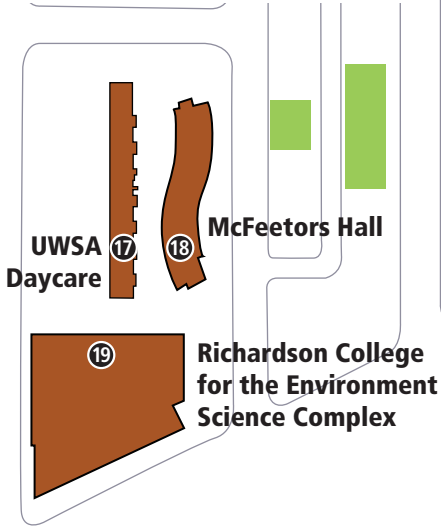 UWSA
Daycare
17
18
McFeetors Hall
19
Richardson College
for the Environment
Science Complex